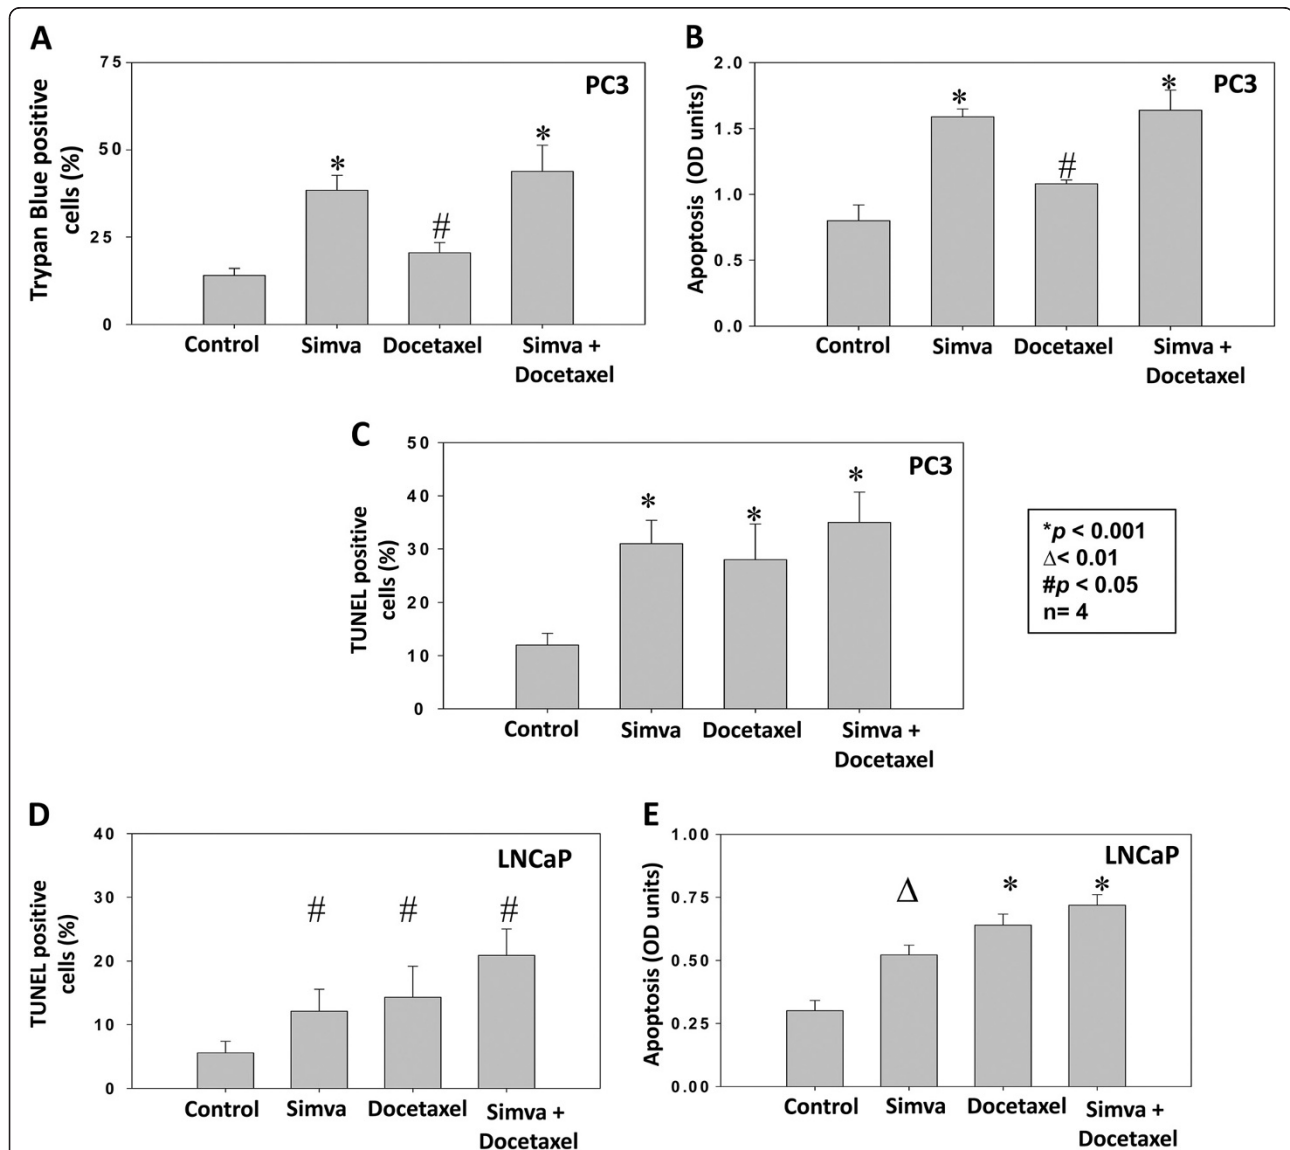 A
Trypan Blue positive
cells (%)
75
50
25
0
PC3
*
#
*
Control
Simva
Docetaxel
Simva +
Docetaxel
B
Apoptosis (OD units)
2.0
1.5
1.0
0.5
0.0
PC3
*
#
*
Control
Simva
Docetaxel
Simva +
Docetaxel
C
TUNEL positive
cells (%)
50
40
30
20
10
0
PC3
*
*
*
Control
Simva
Docetaxel
Simva +
Docetaxel
*p < 0.001
Δ< 0.01
#p < 0.05
n= 4
D
TUNEL positive
cells (%)
40
30
20
10
0
LNCaP
#
#
#
Control
Simva
Docetaxel
Simva +
Docetaxel
E
Apoptosis (OD units)
1.00
0.75
0.50
0.25
0.00
LNCaP
Δ
*
*
Control
Simva
Docetaxel
Simva +
Docetaxel